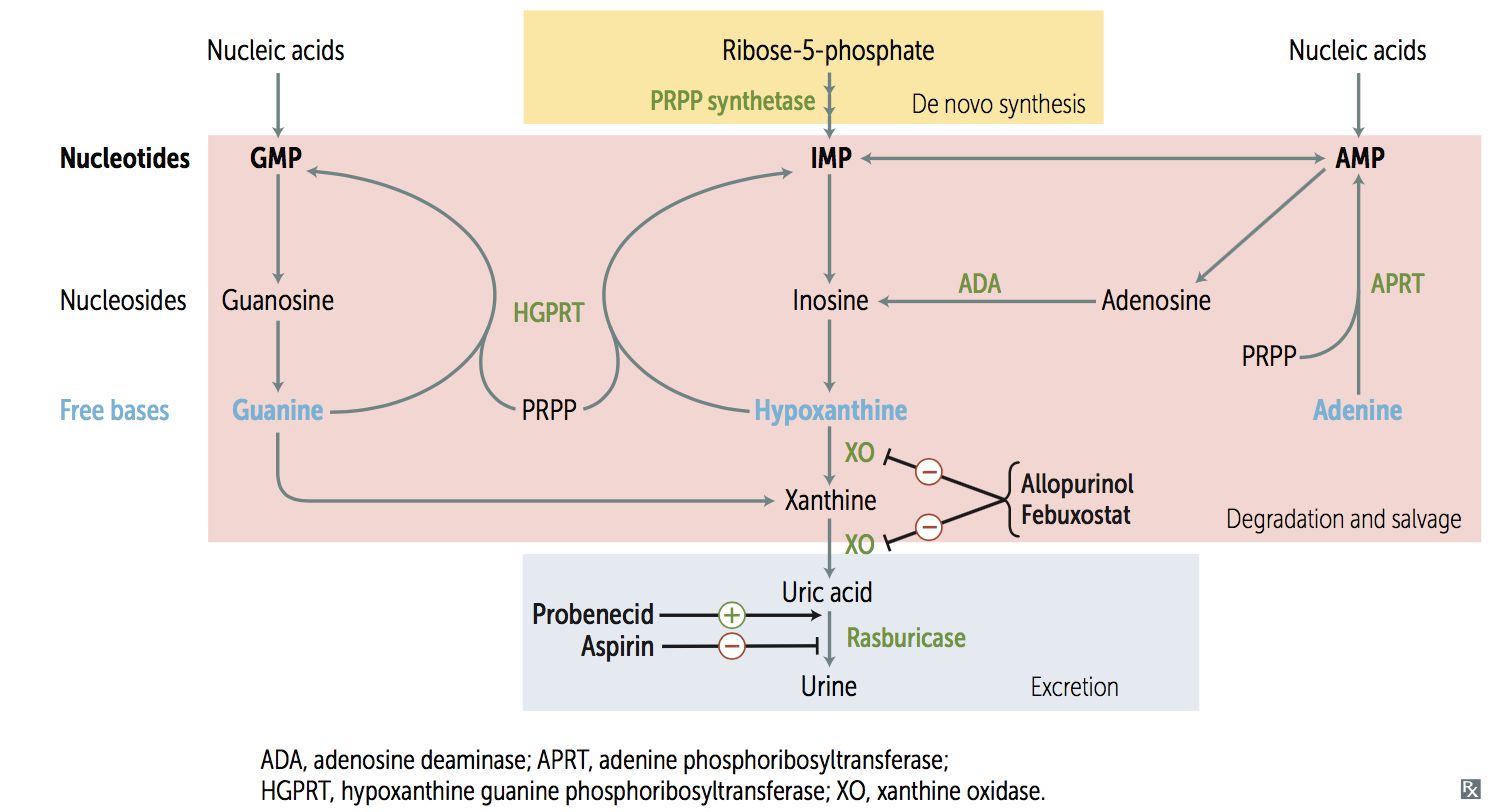 Nucleic acids
Ribose-5-phosphate
Nucleic acids
PRPP synthetase
De novo synthesis
Nucleotides
GMP
IMP
AMP
Nucleosides
Guanosine
HGPRT
Inosine
ADA
Adenosine
APRT
PRPP
Free bases
Guanine
PRPP
Hypoxanthine
Adenine
XO
−
Allopurinol
Xanthine
Febuxostat
−
Degradation and salvage
XO
Uric acid
Probenecid
+
Aspirin
−
Rasburicase
Urine
Excretion
ADA, adenosine deaminase; APRT, adenine phosphoribosyltransferase;
HGPRT, hypoxanthine guanine phosphoribosyltransferase; XO, xanthine oxidase.
Rx